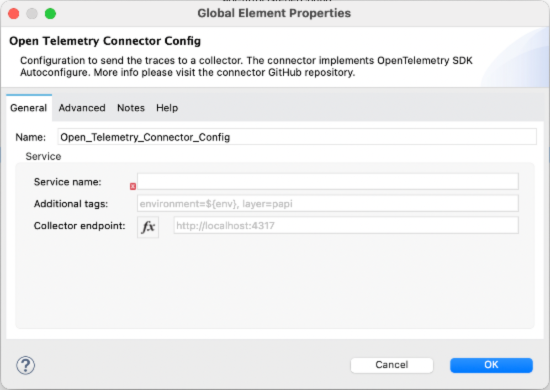 Global Element Properties
Open Telemetry Connector Config
Configuration to send the traces to a collector. The connector implements OpenTelemetry SDK
Autoconfigure. More info please visit the connector GitHub repository.
General Advanced Notes Help
Name: Open_Telemetry_Connector_Config
Service
Service name:
Additional tags: environment=${env}, layer=papi
Collector endpoint: fx http://localhost:4317
? Cancel OK